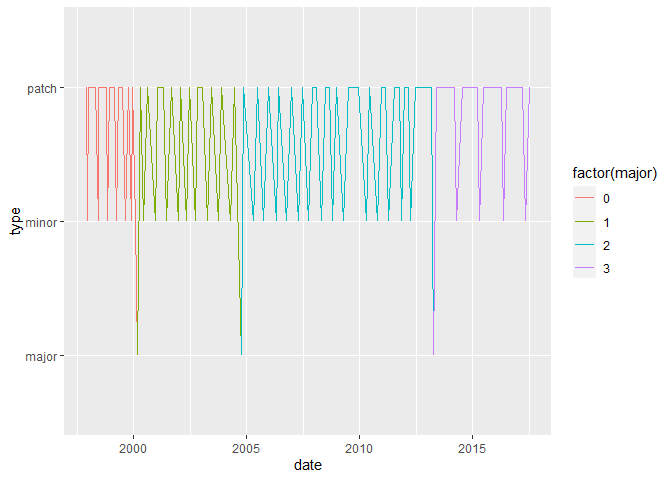 patch
minor
major
type
2000 2005 2010 2015
date
factor(major)
0
1
2
3